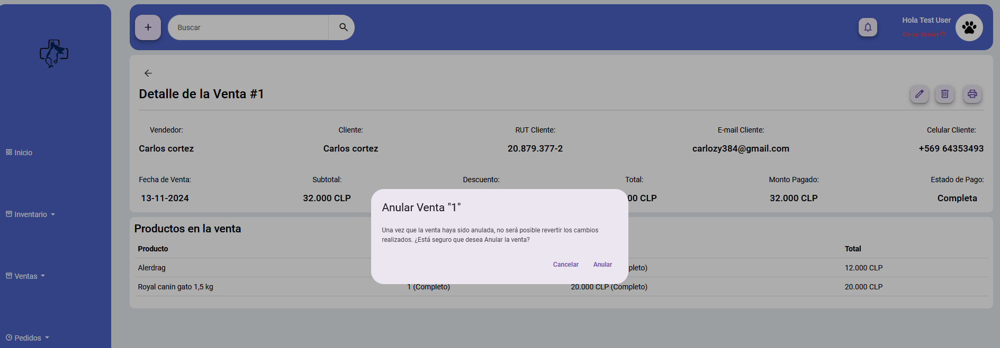 Buscar
Hola Test User
Cerrar Sesión
Detalle de la Venta #1
Vendedor: Cliente: RUT Cliente: E-mail Cliente: Celular Cliente:
Carlos cortez Carlos cortez 20.879.377-2 carlozy384@gmail.com +569 64353493
Fecha de Venta: Subtotal: Descuento: Total: Monto Pagado: Estado de Pago:
13-11-2024 32.000 CLP 00 CLP 32.000 CLP Completa
Anular Venta "1"
Una vez que la venta haya sido anulada, no será posible revertir los cambios
realizados. ¿Está seguro que desea Anular la venta?
Cancelar Anular
Productos en la venta
Producto Total
Alerdrag pleto) 12.000 CLP
Royal canin gato 1,5 kg 1 (Completo) 20.000 CLP (Completo) 20.000 CLP
Inicio
Inventario
Ventas
Pedidos